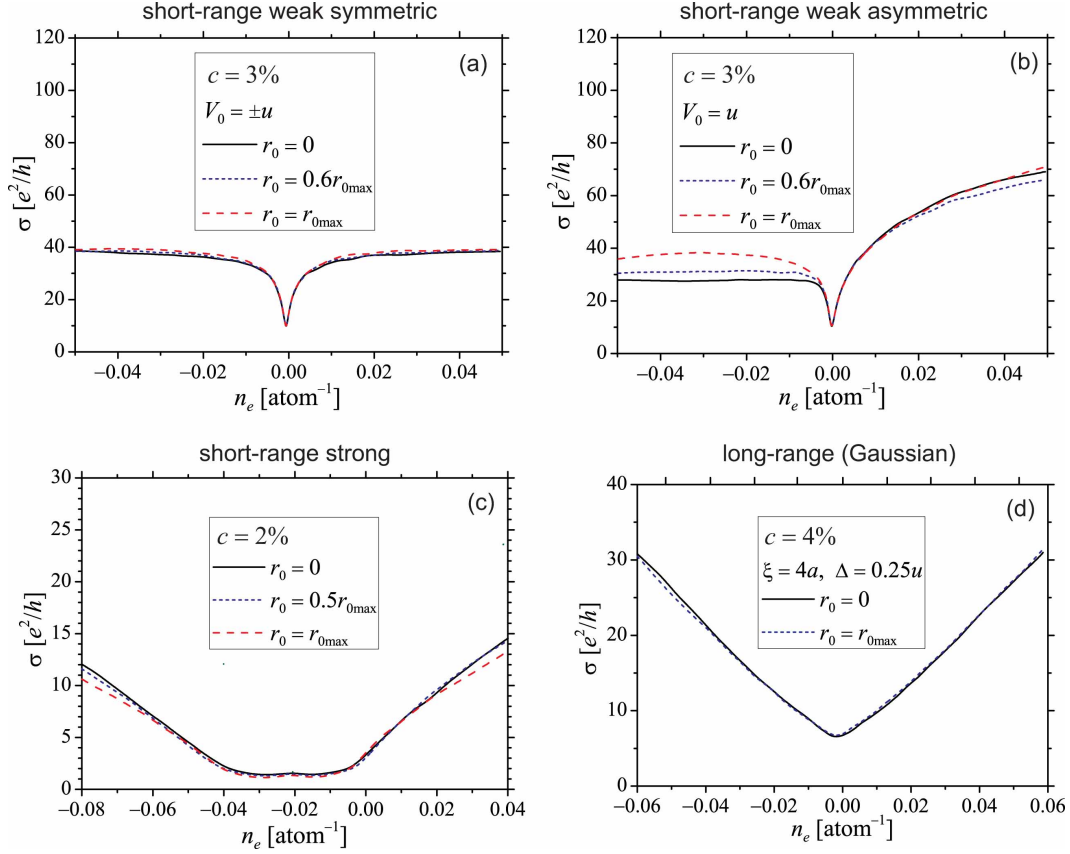 short-range weak symmetric
(a)
c = 3%
V₀ = ±u
r₀ = 0
r₀ = 0.6r₀max
r₀ = r₀max
σ [e²/h]
120
100
80
60
40
20
0
−0.04 −0.02 0.00 0.02 0.04
nₑ [atom⁻¹]
short-range weak asymmetric
(b)
c = 3%
V₀ = u
r₀ = 0
r₀ = 0.6r₀max
r₀ = r₀max
σ [e²/h]
120
100
80
60
40
20
0
−0.04 −0.02 0.00 0.02 0.04
nₑ [atom⁻¹]
short-range strong
(c)
c = 2%
r₀ = 0
r₀ = 0.5r₀max
r₀ = r₀max
σ [e²/h]
30
25
20
15
10
5
0
−0.08 −0.06 −0.04 −0.02 0.00 0.02 0.04
nₑ [atom⁻¹]
long-range (Gaussian)
(d)
c = 4%
ξ = 4a, Δ = 0.25u
r₀ = 0
r₀ = r₀max
σ [e²/h]
40
30
20
10
0
−0.06 −0.04 −0.02 0.00 0.02 0.04 0.06
nₑ [atom⁻¹]